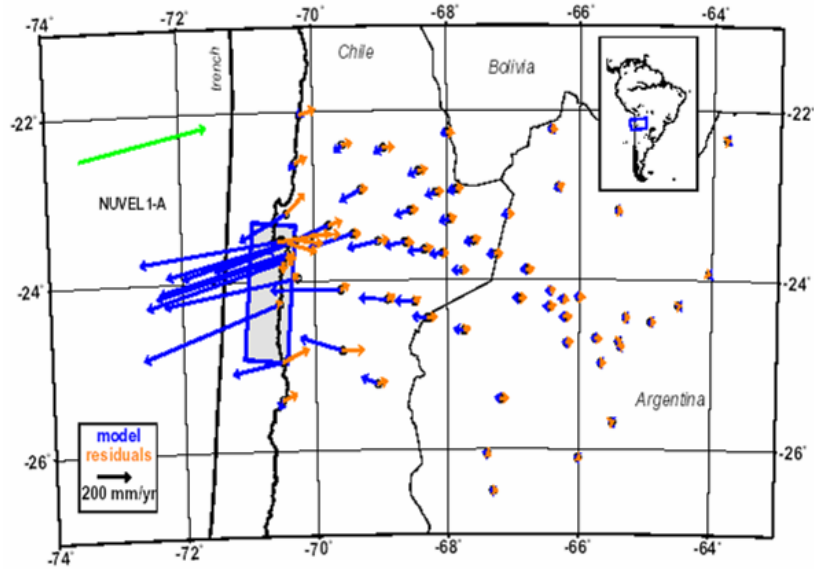 -74° -72° -70° -68° -66° -64°
trench
Chile
Bolivia
-22° -22°
NUVEL 1-A
-24° -24°
Argentina
model
residuals
200 mm/yr
-26° -26°
-74° -72° -70° -68° -66° -64°